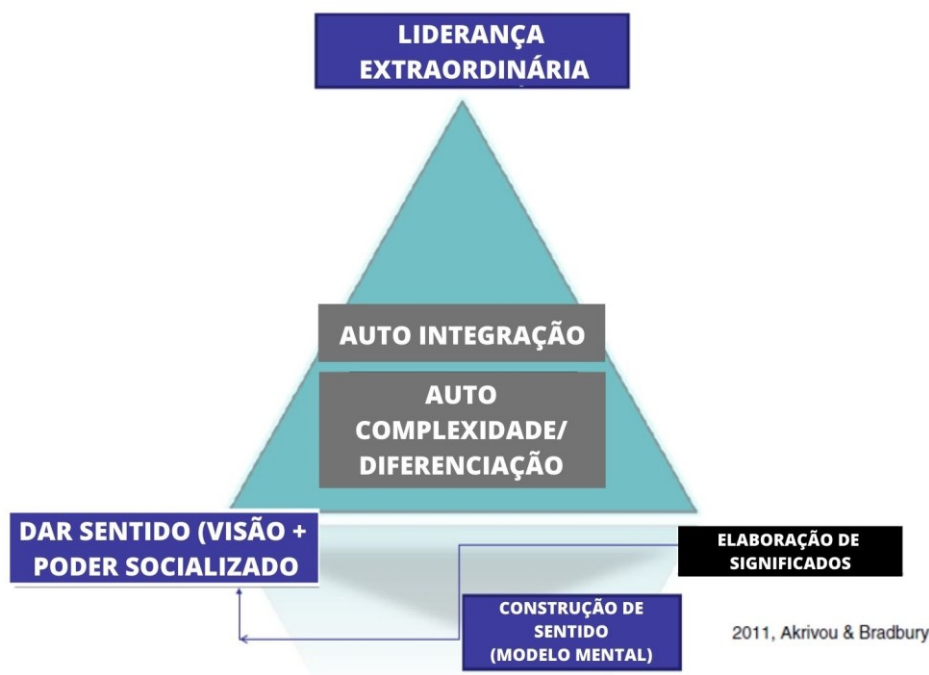 LIDERANÇA
EXTRAORDINÁRIA
AUTO INTEGRAÇÃO
AUTO
COMPLEXIDADE/
DIFERENCIAÇÃO
DAR SENTIDO (VISÃO +
PODER SOCIALIZADO
ELABORAÇÃO DE
SIGNIFICADOS
CONSTRUÇÃO DE
SENTIDO
(MODELO MENTAL)
2011, Akrivou & Bradbury